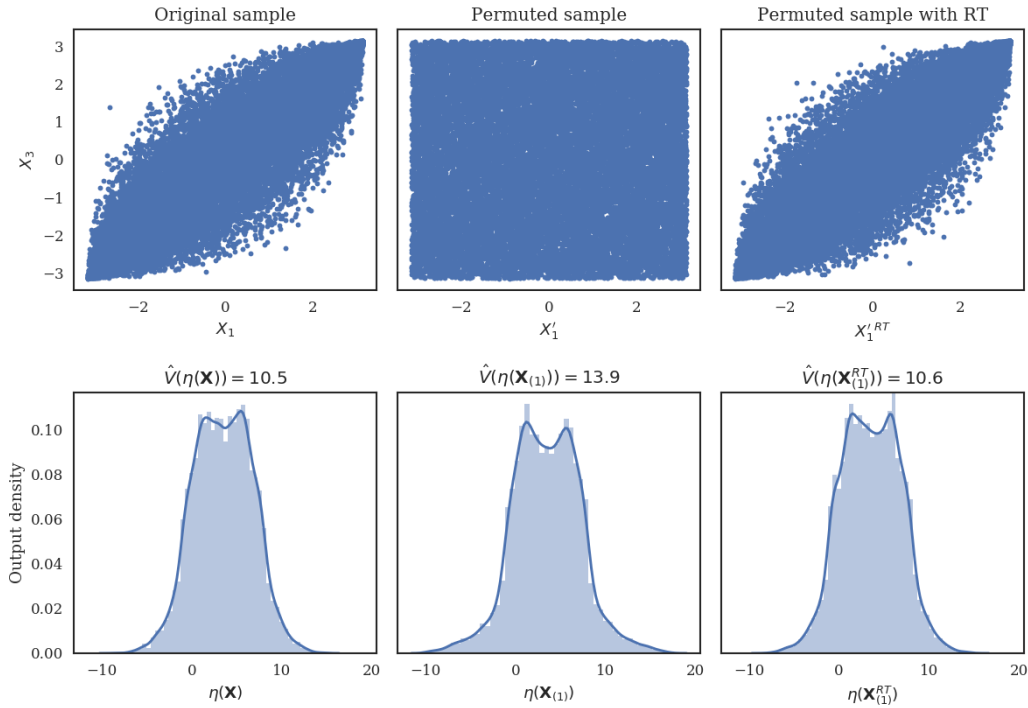 Original sample
Permuted sample
Permuted sample with RT
X₃
3
2
1
0
−1
−2
−3
−2 0 2
−2 0 2
−2 0 2
X₁
X′₁
X′₁ᴿᵀ
V̂(η(𝐗)) = 10.5
V̂(η(𝐗₍₁₎)) = 13.9
V̂(η(𝐗₍₁₎ᴿᵀ)) = 10.6
Output density
0.10
0.08
0.06
0.04
0.02
0.00
−10 0 10 20
−10 0 10 20
−10 0 10 20
η(𝐗)
η(𝐗₍₁₎)
η(𝐗₍₁₎ᴿᵀ)